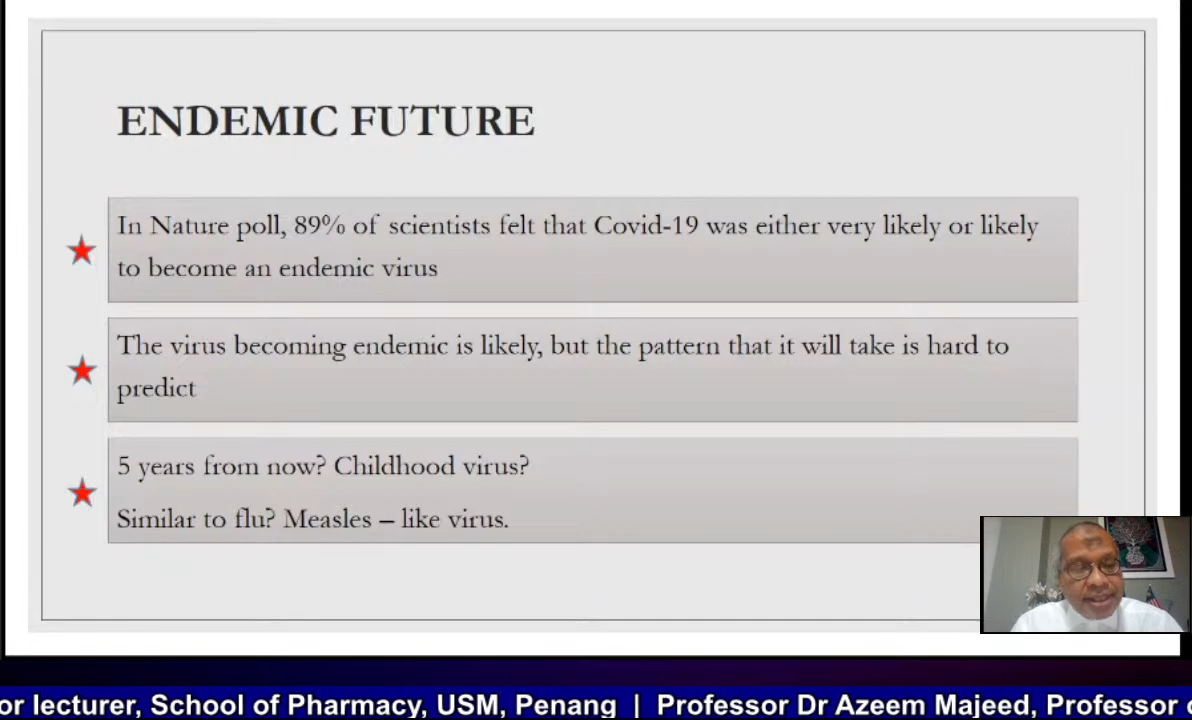 ENDEMIC FUTURE
In Nature poll, 89% of scientists felt that Covid-19 was either very likely or likely
to become an endemic virus
The virus becoming endemic is likely, but the pattern that it will take is hard to
predict
5 years from now? Childhood virus?
Similar to flu? Measles – like virus.
or lecturer, School of Pharmacy, USM, Penang | Professor Dr Azeem Majeed, Professor